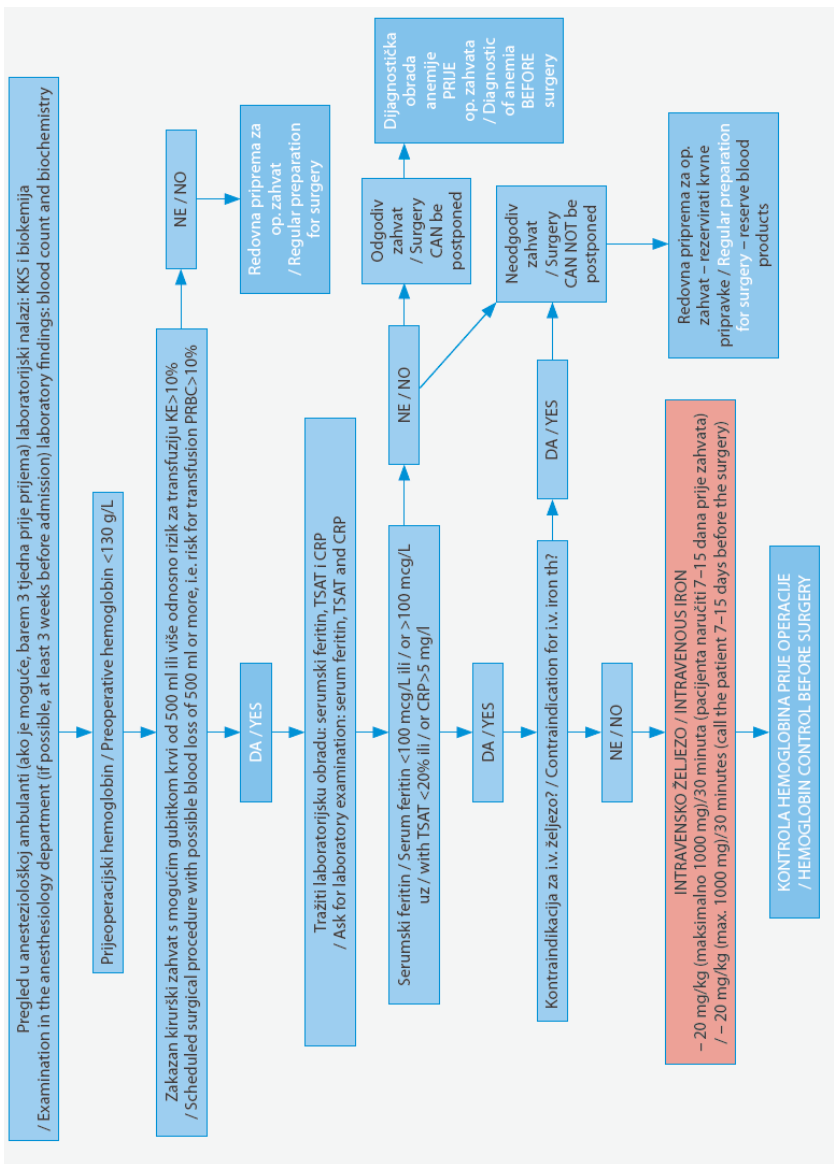 Pregled u anesteziološkoj ambulanti (ako je moguće, barem 3 tjedna prije prijema) laboratorijski nalazi: KKS i biokemija
/ Examination in the anesthesiology department (if possible, at least 3 weeks before admission) laboratory findings: blood count and biochemistry
Prijeoperacijski hemoglobin / Preoperative hemoglobin <130 g/L
Zakazan kirurški zahvat s mogućim gubitkom krvi od 500 ml ili više odnosno rizik za transfuziju KE>10%
/ Scheduled surgical procedure with possible blood loss of 500 ml or more, i.e. risk for transfusion PRBC>10%
NE / NO
Redovna priprema za
op. zahvat
/ Regular preparation
for surgery
DA / YES
Tražiti laboratorijsku obradu: serumski feritin, TSAT i CRP
/ Ask for laboratory examination: serum feritin, TSAT and CRP
Serumski feritin / Serum feritin <100 mcg/L ili / or >100 mcg/L
uz / with TSAT <20% ili / or CRP>5 mg/l
NE / NO
Odgodiv
zahvat
/ Surgery
CAN be
postponed
Dijagnostička
obrada
anemije
PRIJE
op. zahvata
/ Diagnostic
of anemia
BEFORE
surgery
DA / YES
Kontraindikacija za i.v. željezo? / Contraindication for i.v. iron th?
DA / YES
Neodgodiv
zahvat
/ Surgery
CAN NOT be
postponed
Redovna priprema za op.
zahvat – rezervirati krvne
pripravke / Regular preparation
for surgery – reserve blood
products
NE / NO
INTRAVENSKO ŽELJEZO / INTRAVENOUS IRON
– 20 mg/kg (maksimalno 1000 mg)/30 minuta (pacijenta naručiti 7–15 dana prije zahvata)
/ – 20 mg/kg (max. 1000 mg)/30 minutes (call the patient 7–15 days before the surgery)
KONTROLA HEMOGLOBINA PRIJE OPERACIJE
/ HEMOGLOBIN CONTROL BEFORE SURGERY